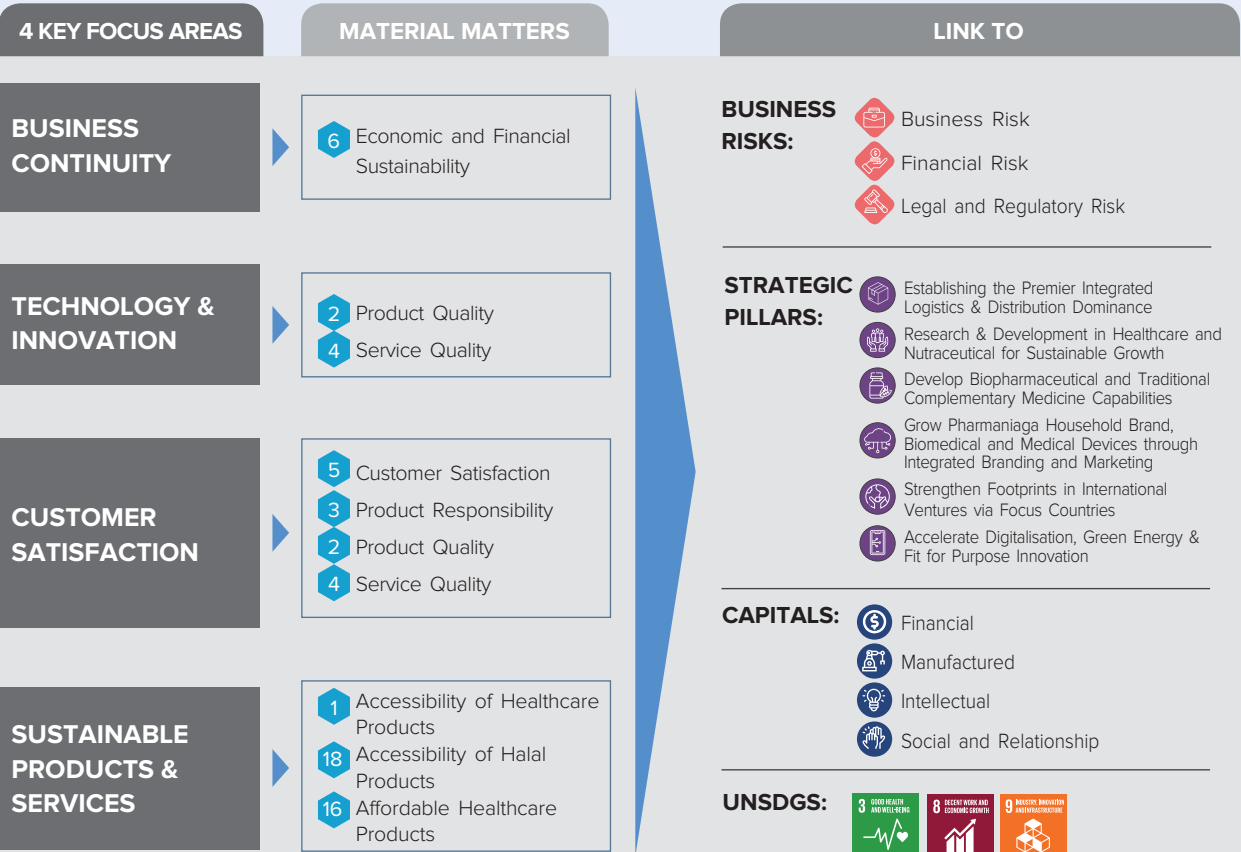 4 KEY FOCUS AREAS
MATERIAL MATTERS
LINK TO
BUSINESS
CONTINUITY
6 Economic and Financial
Sustainability
TECHNOLOGY &
INNOVATION
2 Product Quality
4 Service Quality
CUSTOMER
SATISFACTION
5 Customer Satisfaction
3 Product Responsibility
2 Product Quality
4 Service Quality
SUSTAINABLE
PRODUCTS &
SERVICES
1 Accessibility of Healthcare
Products
18 Accessibility of Halal
Products
16 Affordable Healthcare
Products
BUSINESS
RISKS:
Business Risk
Financial Risk
Legal and Regulatory Risk
STRATEGIC
PILLARS:
Establishing the Premier Integrated
Logistics & Distribution Dominance
Research & Development in Healthcare and
Nutraceutical for Sustainable Growth
Develop Biopharmaceutical and Traditional
Complementary Medicine Capabilities
Grow Pharmaniaga Household Brand,
Biomedical and Medical Devices through
Integrated Branding and Marketing
Strengthen Footprints in International
Ventures via Focus Countries
Accelerate Digitalisation, Green Energy &
Fit for Purpose Innovation
CAPITALS:
Financial
Manufactured
Intellectual
Social and Relationship
UNSDGS:
3 GOOD HEALTH
AND WELL-BEING
8 DECENT WORK AND
ECONOMIC GROWTH
9 INDUSTRY, INNOVATION
AND INFRASTRUCTURE